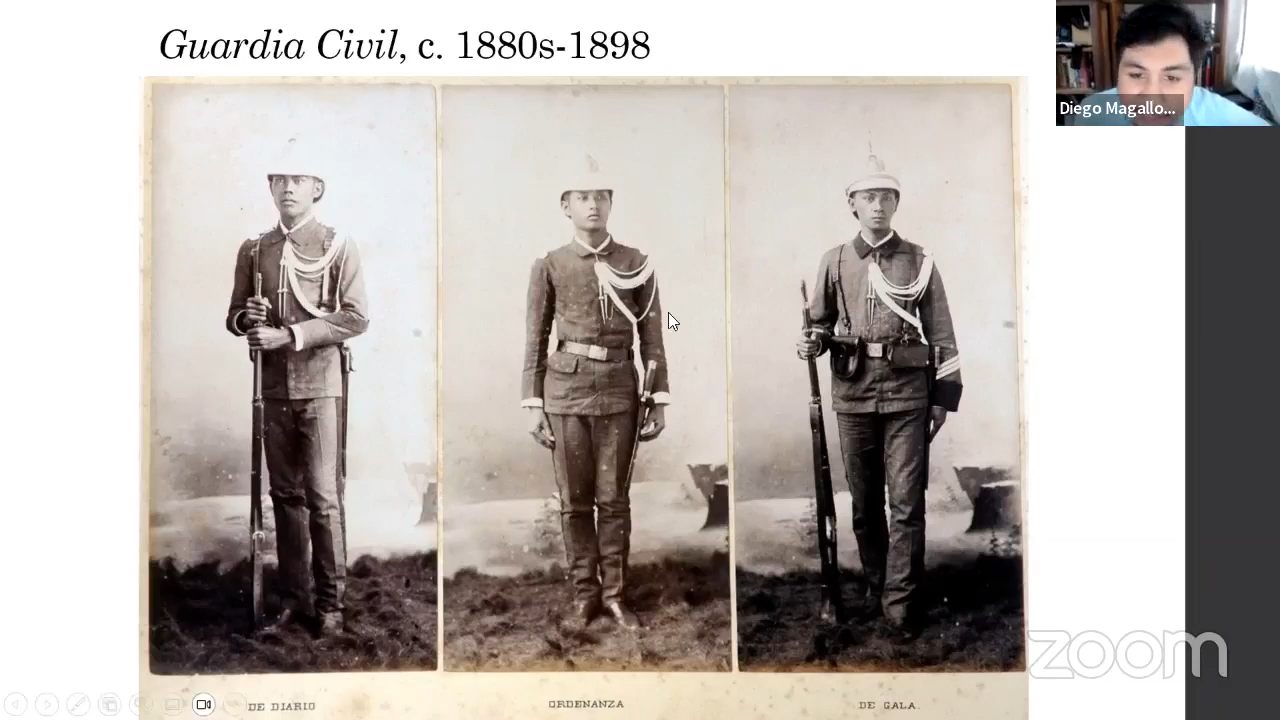 Guardia Civil, c. 1880s-1898
Diego Magallo...
zoom
DE DIARIO
ORDENANZA
DE GALA.